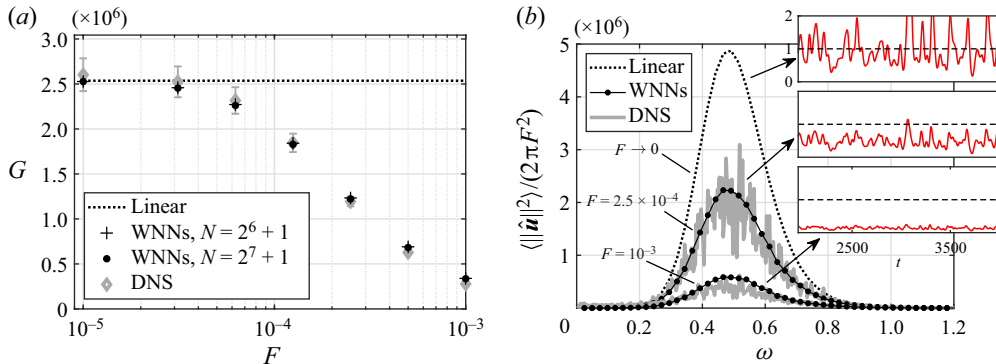 (a)
(×10⁶)
3.0
2.5
2.0
1.5
1.0
0.5
0
G
Linear
WNNs, N = 2⁶ + 1
WNNs, N = 2⁷ + 1
DNS
10⁻⁵
10⁻⁴
10⁻³
F
(b)
(×10⁶)
5
4
3
2
1
0
⟨||û||²⟩/(2πF²)
Linear
WNNs
DNS
F → 0
F = 2.5 × 10⁻⁴
F = 10⁻³
0.2
0.4
0.6
0.8
1.0
1.2
ω
2
1
0
2500
3500
t